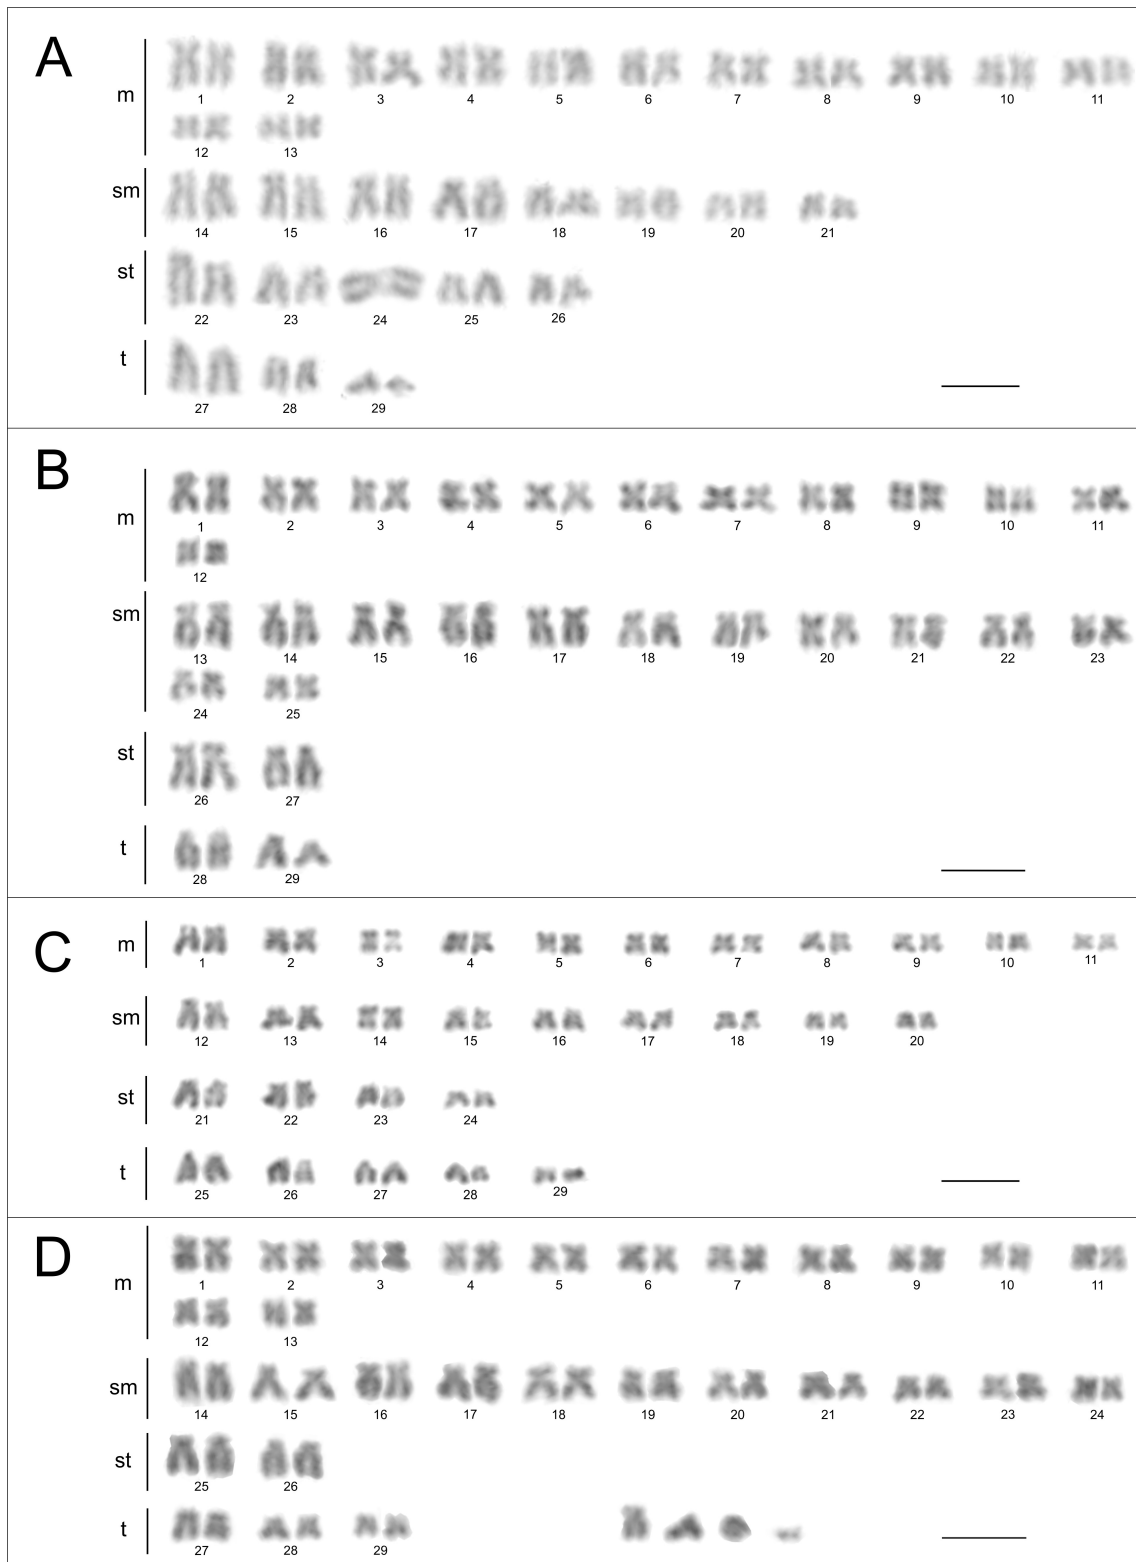 A
m
1 2 3 4 5 6 7 8 9 10 11
12 13
sm
14 15 16 17 18 19 20 21
st
22 23 24 25 26
t
27 28 29
B
m
1 2 3 4 5 6 7 8 9 10 11
12
sm
13 14 15 16 17 18 19 20 21 22 23
24 25
st
26 27
t
28 29
C
m
1 2 3 4 5 6 7 8 9 10 11
sm
12 13 14 15 16 17 18 19 20
st
21 22 23 24
t
25 26 27 28 29
D
m
1 2 3 4 5 6 7 8 9 10 11
12 13
sm
14 15 16 17 18 19 20 21 22 23 24
st
25 26
t
27 28 29